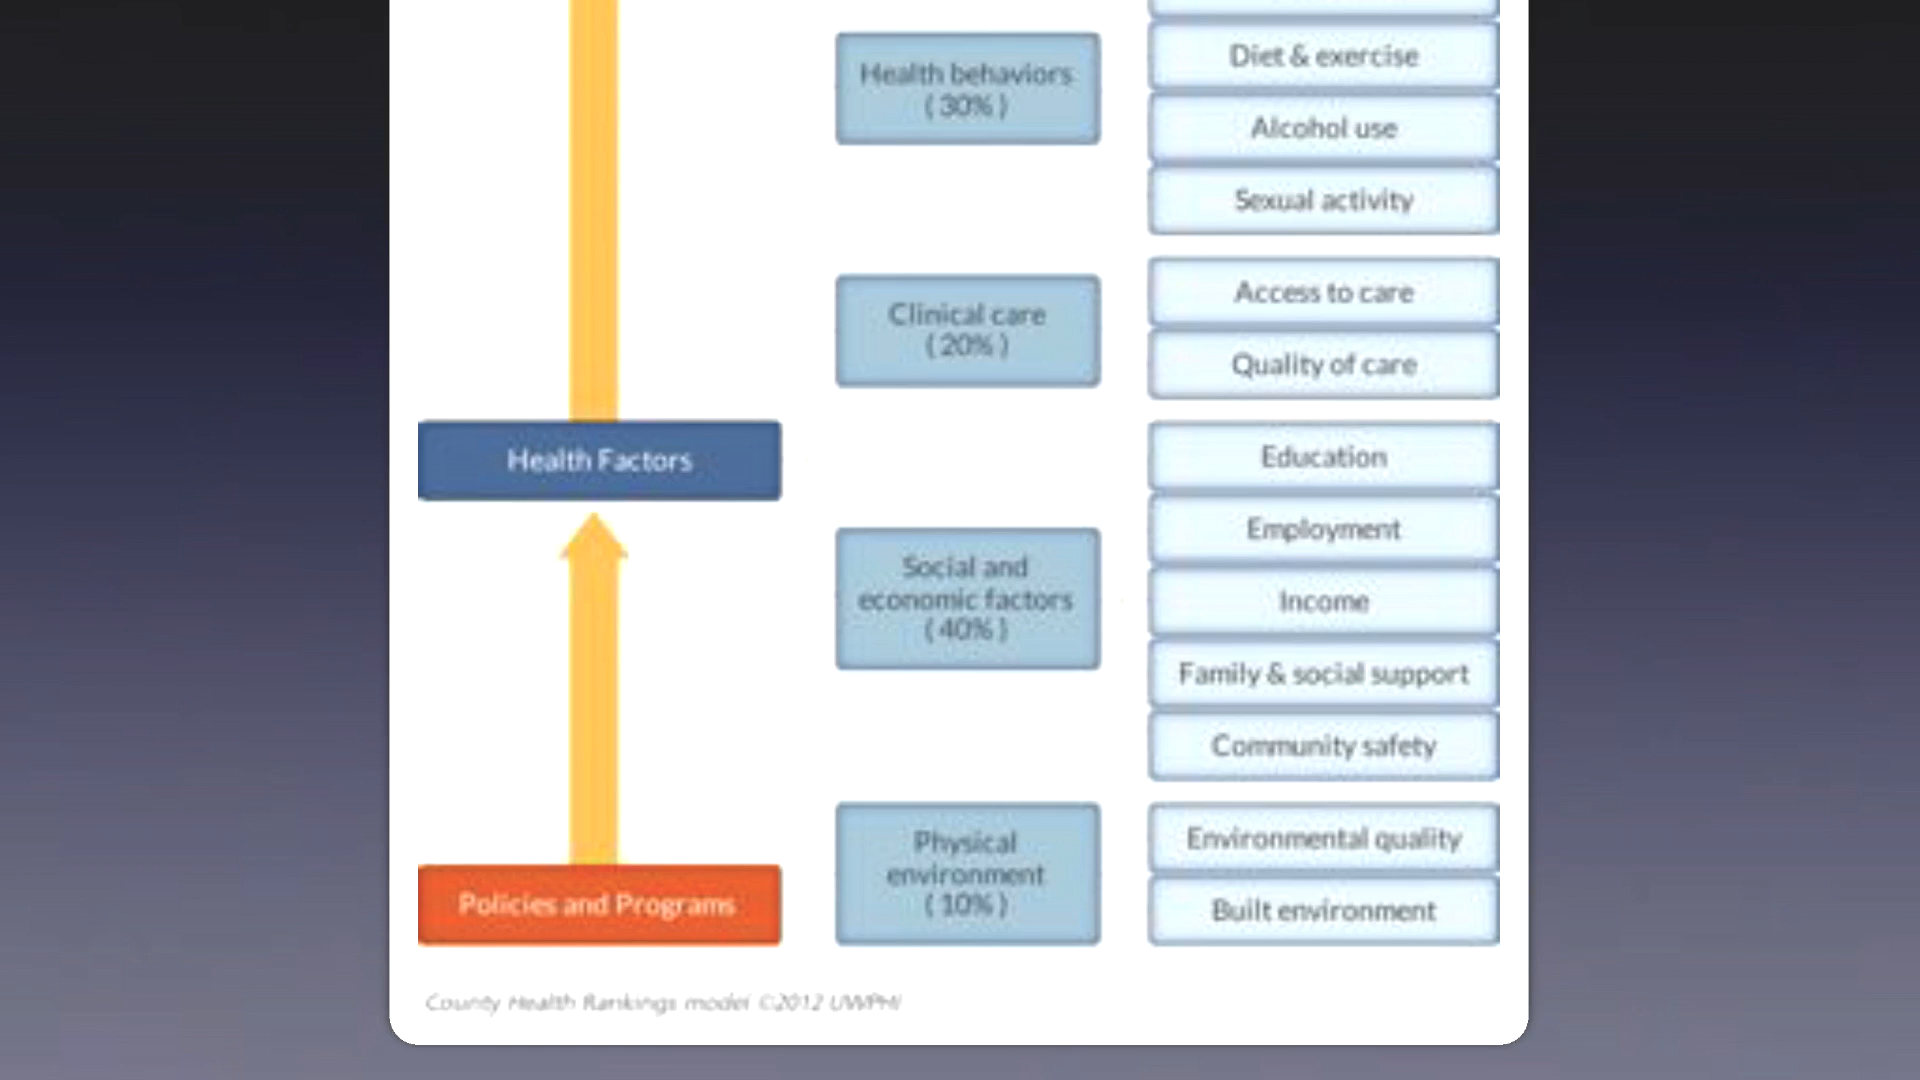 Diet & exercise
Health behaviors
(30%)
Alcohol use
Sexual activity
Access to care
Clinical care
(20%)
Quality of care
Health Factors
Education
Employment
Social and
economic factors
(40%)
Income
Family & social support
Community safety
Physical
environment
(10%)
Environmental quality
Policies and Programs
Built environment
County Health Rankings model ©2012 UWPHI